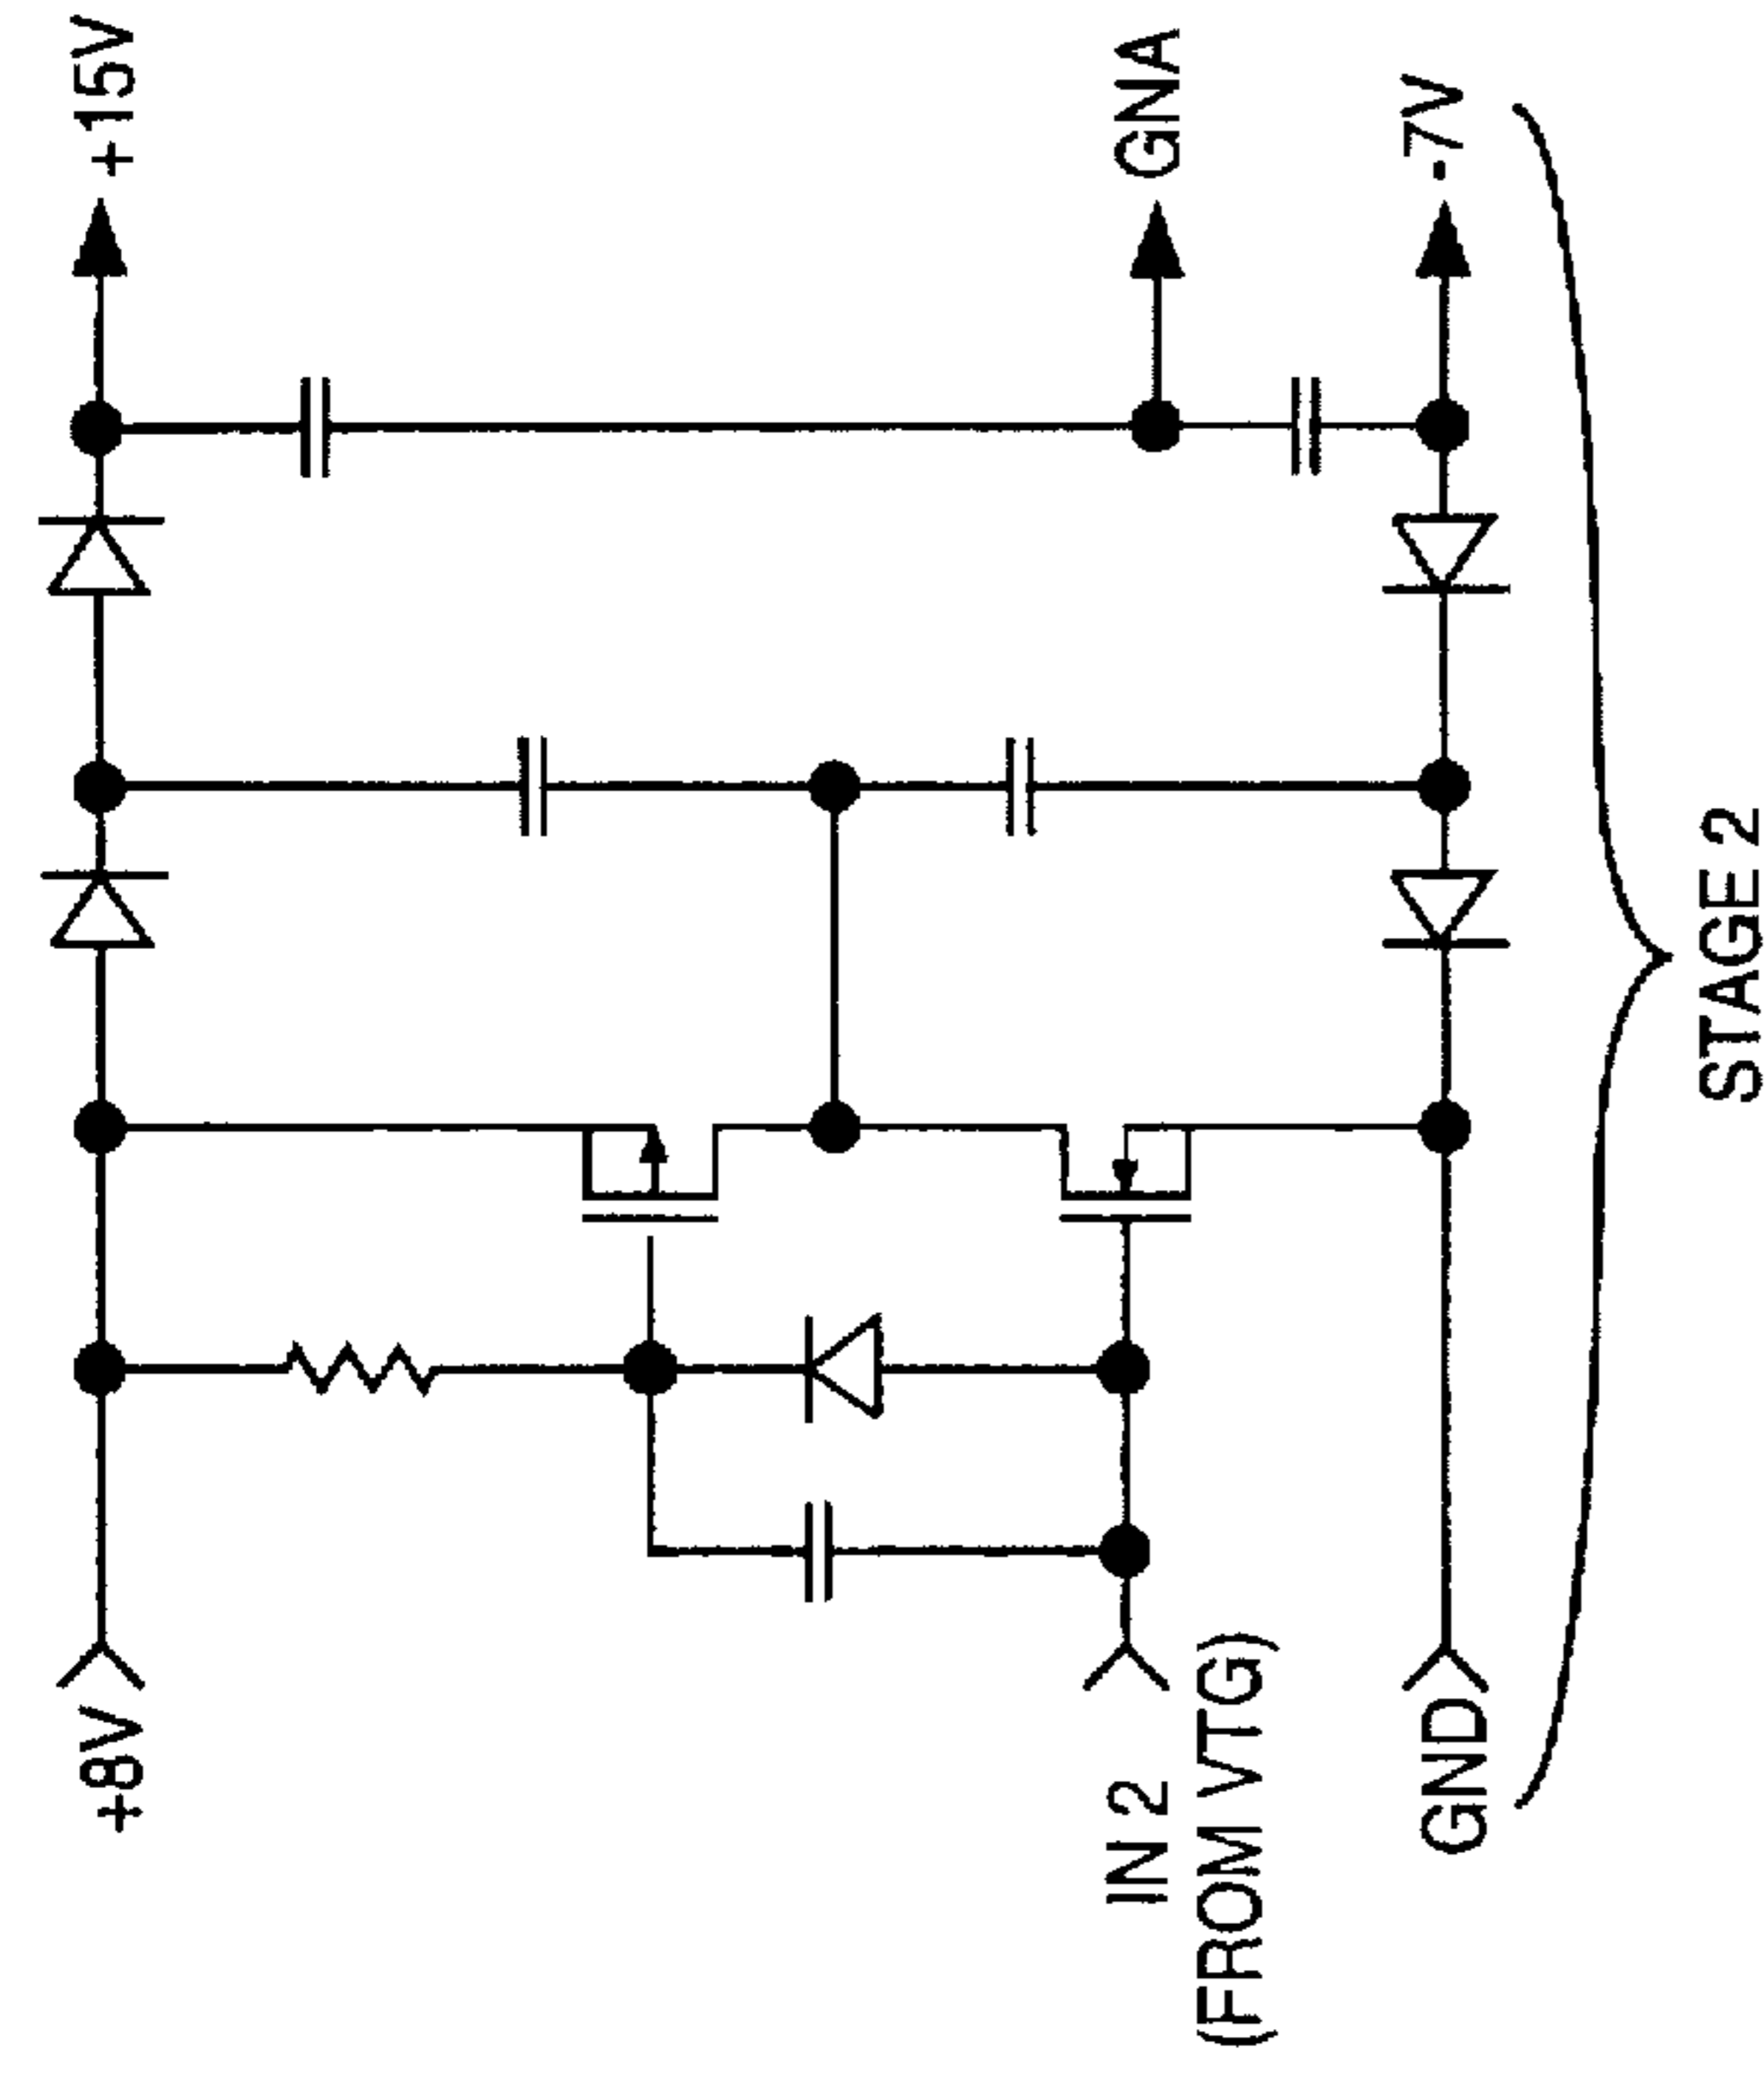 +8V
IN 2
(FROM VTG)
GND
+15V
GNA
-7V
STAGE 2